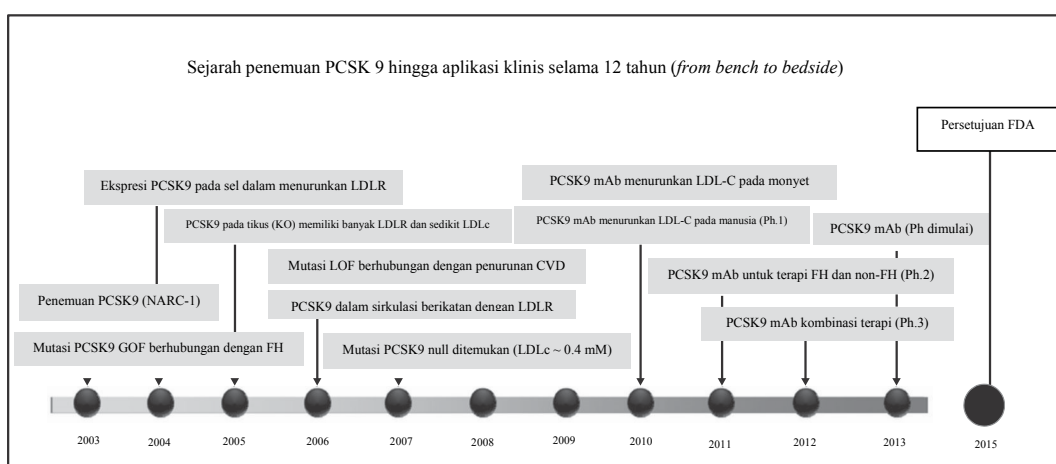 Sejarah penemuan PCSK 9 hingga aplikasi klinis selama 12 tahun (from bench to bedside)
Persetujuan FDA
Ekspresi PCSK9 pada sel dalam menurunkan LDLR
PCSK9 mAb menurunkan LDL-C pada monyet
PCSK9 pada tikus (KO) memiliki banyak LDLR dan sedikit LDLc
PCSK9 mAb menurunkan LDL-C pada manusia (Ph.1)
PCSK9 mAb (Ph dimulai)
Mutasi LOF berhubungan dengan penurunan CVD
PCSK9 mAb untuk terapi FH dan non-FH (Ph.2)
Penemuan PCSK9 (NARC-1)
PCSK9 dalam sirkulasi berikatan dengan LDLR
PCSK9 mAb kombinasi terapi (Ph.3)
Mutasi PCSK9 GOF berhubungan dengan FH
Mutasi PCSK9 null ditemukan (LDLc ~ 0.4 mM)
2003 2004 2005 2006 2007 2008 2009 2010 2011 2012 2013 2015